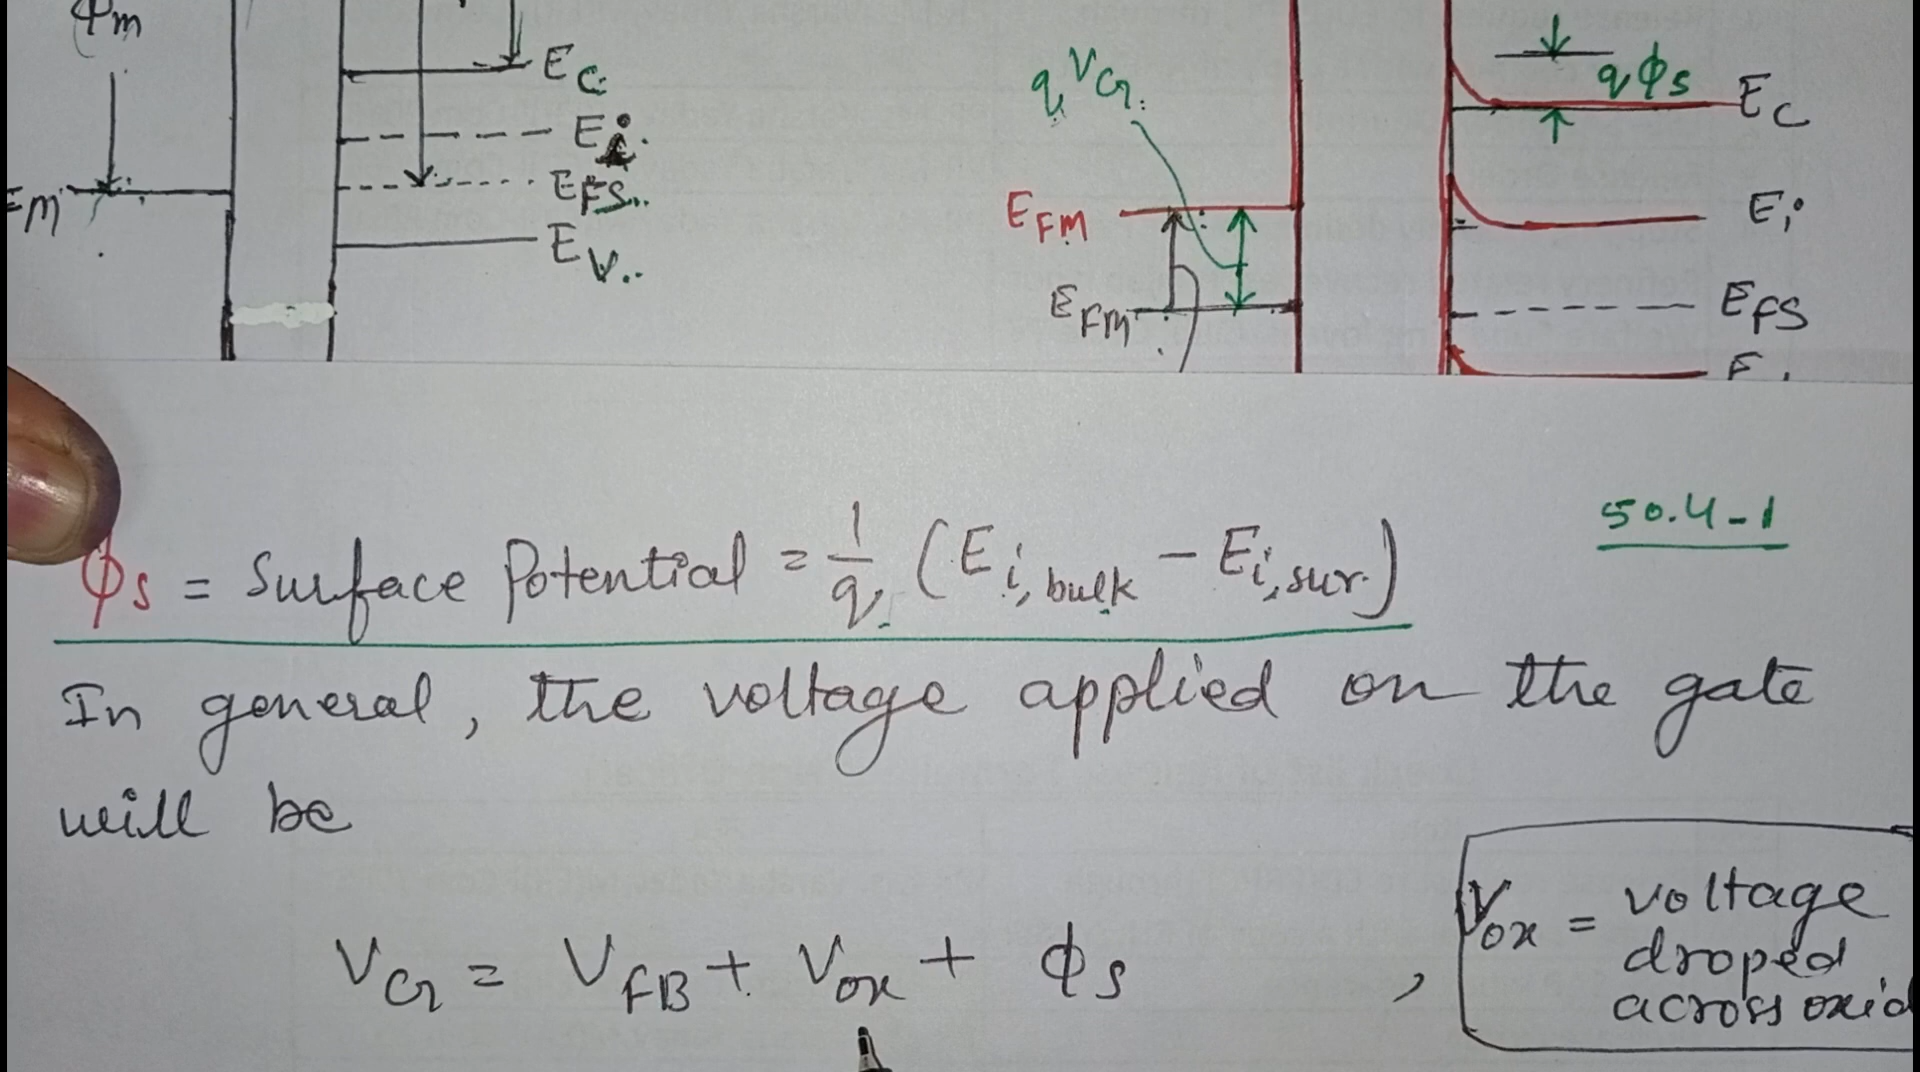 Φm
EC
Ei
EFS
EV
qVG
qΦs
EC
EFM
Ei
EFM
EFS
50.4-1
Φs = Surface Potential = 1/q (Ei, bulk - Ei, sur.)
In general, the voltage applied on the gate
will be
VG = VFB + Vox + Φs ,
Vox = voltage
droped
across oxid